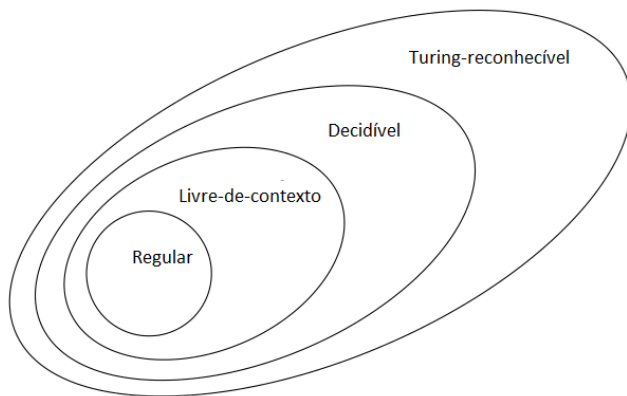 Turing-reconhecível
Decidível
Livre-de-contexto
Regular